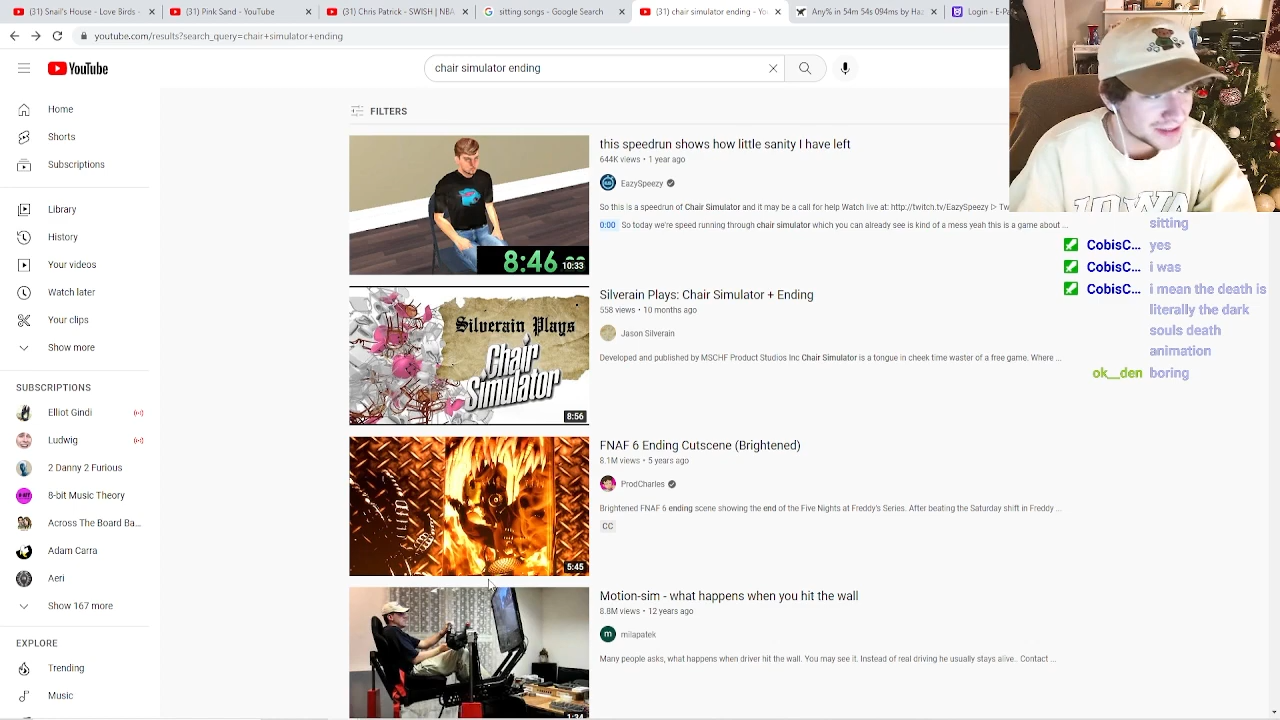 (31) Snail's House - Love Birds -
(31) Pink Sand - YouTube
(31) Chris Patrick - SWISH | NBA
sitting songs - Google Search
(31) chair simulator ending - Yo
Any% in 54m 54s 094ms by Ha
Login - E-P
youtube.com/results?search_query=chair+simulator+ending
YouTube
chair simulator ending
Home
Shorts
Subscriptions
Library
History
Your videos
Watch later
Your clips
Show more
SUBSCRIPTIONS
Elliot Gindi
Ludwig
2 Danny 2 Furious
8-bit Music Theory
Across The Great Ba...
Adam Carra
Aeri
Show 167 more
EXPLORE
Trending
Music
FILTERS
8:46
10:33
this speedrun shows how little sanity I have left
644K views • 1 year ago
EazySpeezy
So this is a speedrun of Chair Simulator and it may be a call for help Watch live at: http://twitch.tv/EazySpeezy ▷ Tw
0:00 So today we're speed running through chair simulator which you can already see is kind of a mess yeah this is a game about ...
Silverain Plays
Chair
Simulator
8:56
Silverain Plays: Chair Simulator + Ending
558 views • 10 months ago
Jason Silverain
Developed and published by MSCHF Product Studios Inc Chair Simulator is a tongue in cheek time waster of a free game. Where ...
5:45
FNAF 6 Ending Cutscene (Brightened)
8.1M views • 5 years ago
ProdCharles
Brightened FNAF 6 ending scene showing the end of the Five Nights at Freddy's Series. After beating the Saturday shift in Freddy ...
CC
1:34
Motion-sim - what happens when you hit the wall
8.8M views • 12 years ago
m
milapatek
Many people asks, what happens when driver hit the wall. You may see it. Instead of real driving he usually stays alive.. Contact ...
sitting
CobisC... yes
CobisC... i was
CobisC... i mean the death is
literally the dark
souls death
animation
ok__den boring